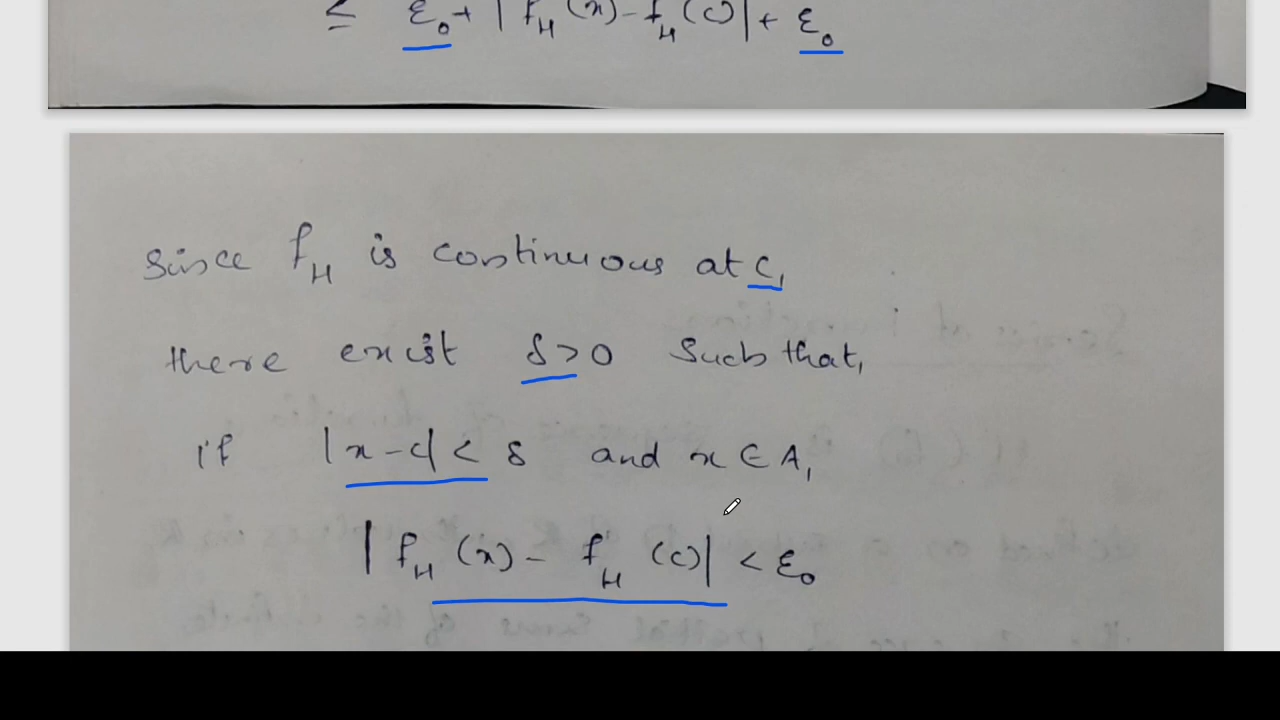 ≤ ε₀ + | f_H (x) - f_H (c) | + ε₀
Since f_H is continuous at c,
there exist δ > 0 such that,
if |x - c| < δ and x ∈ A,
| f_H (x) - f_H (c) | < ε₀